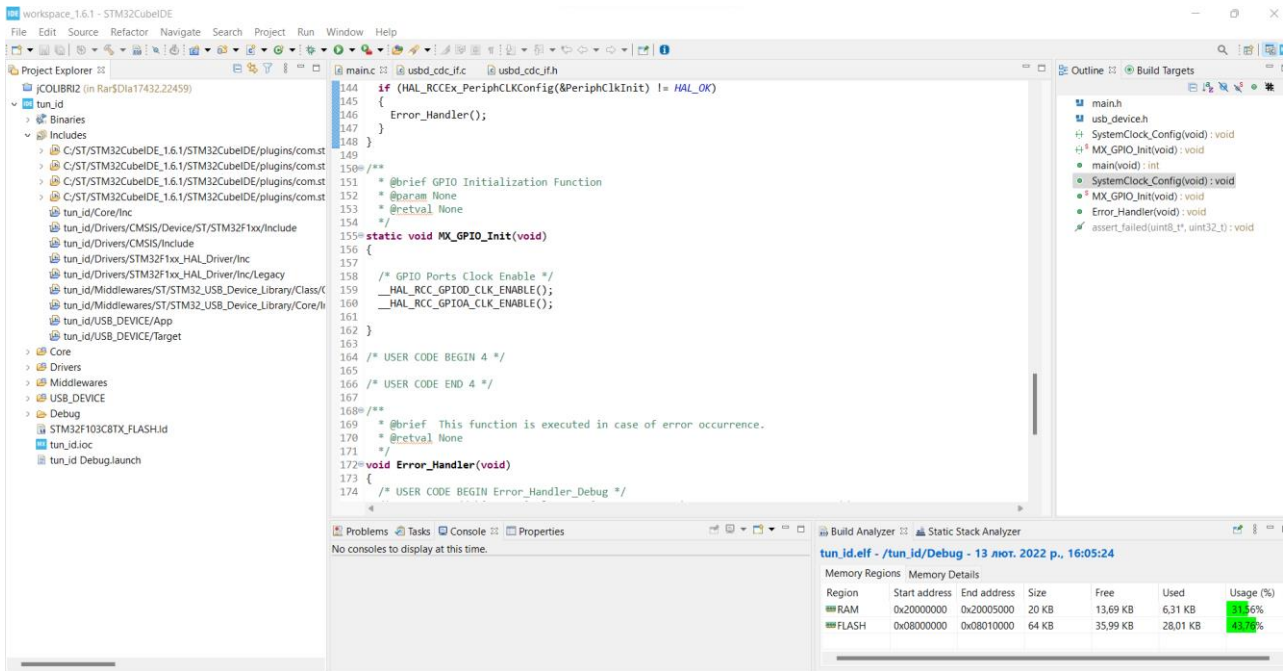 workspace_1.6.1 - STM32CubeIDE
File Edit Source Refactor Navigate Search Project Run Window Help
Project Explorer
jCOLIBRI2 (in Rar$DIa17432.22459)
tun_id
Binaries
Includes
C:/ST/STM32CubeIDE_1.6.1/STM32CubeIDE/plugins/com.st
C:/ST/STM32CubeIDE_1.6.1/STM32CubeIDE/plugins/com.st
C:/ST/STM32CubeIDE_1.6.1/STM32CubeIDE/plugins/com.st
C:/ST/STM32CubeIDE_1.6.1/STM32CubeIDE/plugins/com.st
tun_id/Core/Inc
tun_id/Drivers/CMSIS/Device/ST/STM32F1xx/Include
tun_id/Drivers/CMSIS/Include
tun_id/Drivers/STM32F1xx_HAL_Driver/Inc
tun_id/Drivers/STM32F1xx_HAL_Driver/Inc/Legacy
tun_id/Middlewares/ST/STM32_USB_Device_Library/Class/
tun_id/Middlewares/ST/STM32_USB_Device_Library/Core/
tun_id/USB_DEVICE/App
tun_id/USB_DEVICE/Target
Core
Drivers
Middlewares
USB_DEVICE
Debug
STM32F103C8TX_FLASH.ld
tun_id.ioc
tun_id Debug.launch
main.c usbd_cdc_if.c usbd_cdc_if.h
144 if (HAL_RCCEx_PeriphCLKConfig(&PeriphClkInit) != HAL_OK)
145 {
146 Error_Handler();
147 }
148 }
149
150 /**
151 * @brief GPIO Initialization Function
152 * @param None
153 * @retval None
154 */
155 static void MX_GPIO_Init(void)
156 {
157
158 /* GPIO Ports Clock Enable */
159 __HAL_RCC_GPIOD_CLK_ENABLE();
160 __HAL_RCC_GPIOA_CLK_ENABLE();
161
162 }
163
164 /* USER CODE BEGIN 4 */
165
166 /* USER CODE END 4 */
167
168 /**
169 * @brief This function is executed in case of error occurrence.
170 * @retval None
171 */
172 void Error_Handler(void)
173 {
174 /* USER CODE BEGIN Error_Handler_Debug */
Outline Build Targets
main.h
usb_device.h
SystemClock_Config(void) : void
MX_GPIO_Init(void) : void
main(void) : int
SystemClock_Config(void) : void
MX_GPIO_Init(void) : void
Error_Handler(void) : void
assert_failed(uint8_t*, uint32_t) : void
Problems Tasks Console Properties
No consoles to display at this time.
Build Analyzer Static Stack Analyzer
tun_id.elf - /tun_id/Debug - 13 лют. 2022 р., 16:05:24
Memory Regions Memory Details
Region Start address End address Size Free Used Usage (%)
RAM 0x20000000 0x20005000 20 KB 13,69 KB 6,31 KB 31,56%
FLASH 0x08000000 0x08010000 64 KB 35,99 KB 28,01 KB 43,76%